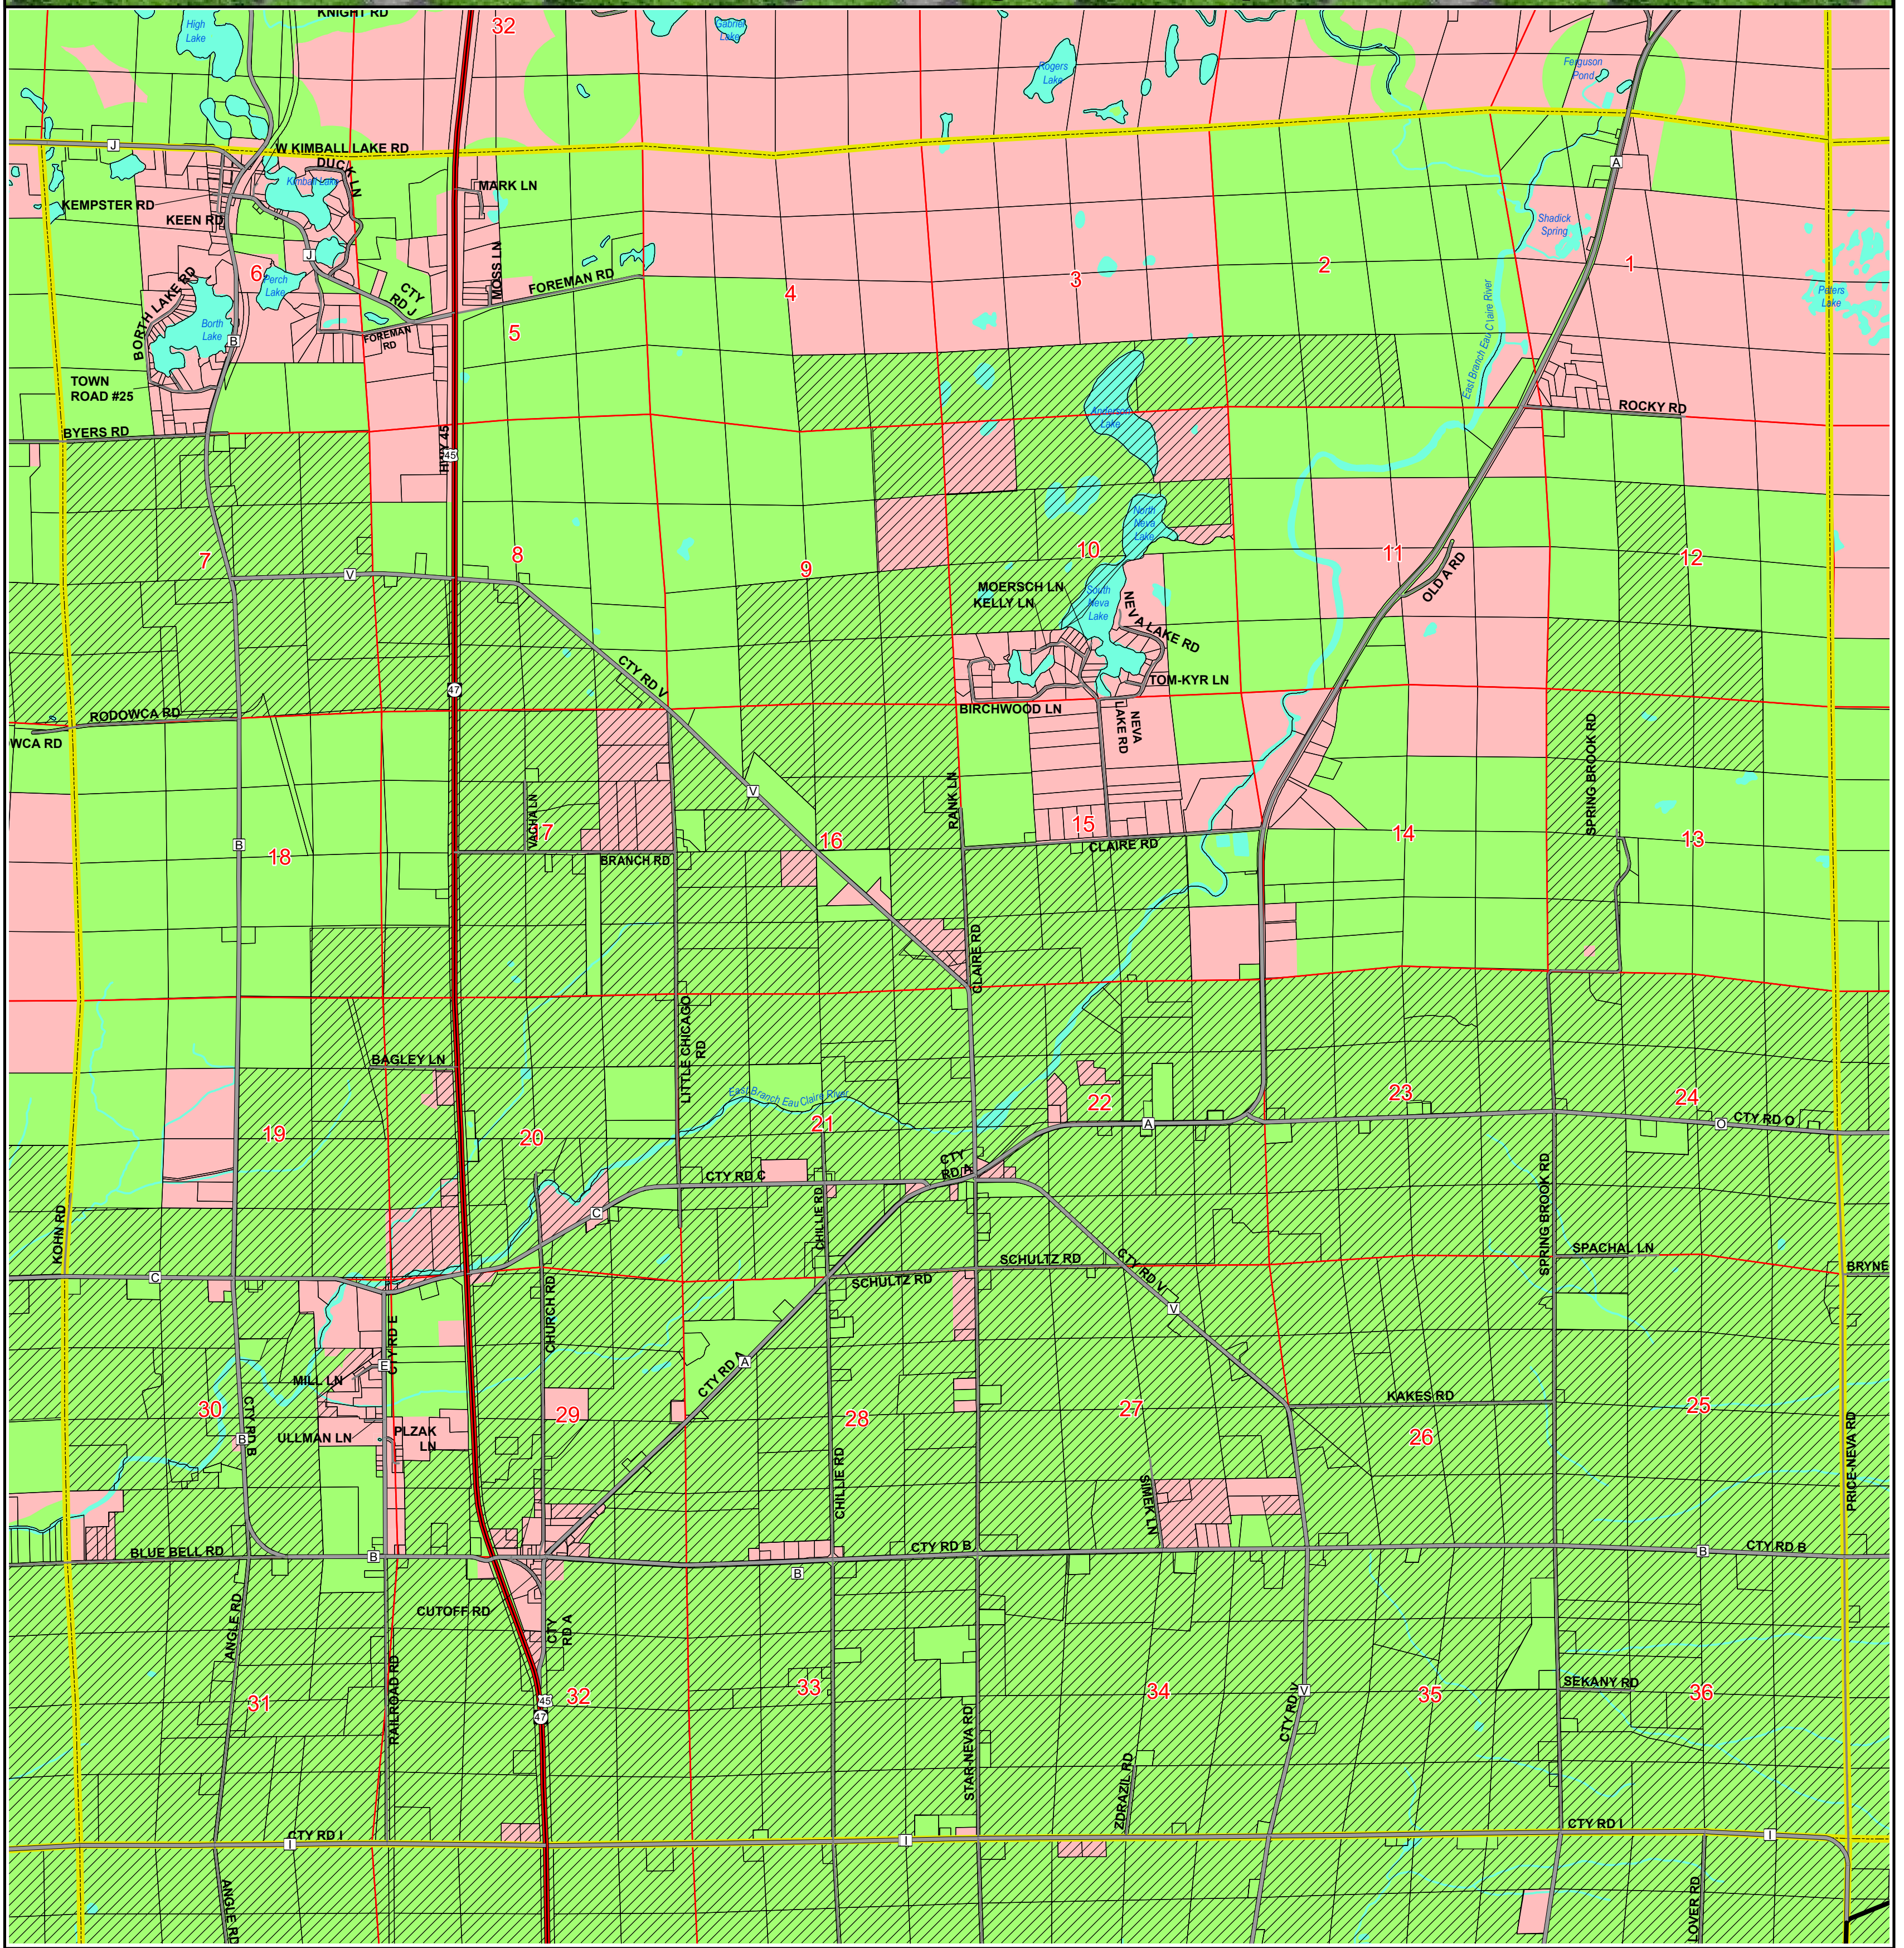 KNIGHT RD
32
High
Lake
Gabriel
Lake
Rogers
Lake
Ferguson
Pond
J
W KIMBALL LAKE RD
DUCK LN
Kimball Lake
MARK LN
A
KEMPSTER RD
KEEN RD
J
Shadick
Spring
6
Perch
Lake
MOSS LN
FOREMAN RD
CTY
RD J
4
3
2
1
BORTH LAKE RD
Borth
Lake
B
FOREMAN
RD
5
East Branch Eau Claire River
Peters
Lake
TOWN
ROAD #25
Anderson
Lake
ROCKY RD
BYERS RD
HWY 45
45
North
Neva
Lake
7
V
8
9
10
11
12
OLD A RD
MOERSCH LN
KELLY LN
South
Neva
Lake
NEVA LAKE RD
CTY RD V
47
TOM-KYR LN
BIRCHWOOD LN
RODOWCA RD
WCA RD
NEVA
LAKE RD
SPRING BROOK RD
V
VACHA LN
RANK LN
17
16
15
14
13
B
18
BRANCH RD
CLAIRE RD
CLAIRE RD
LITTLE CHICAGO
RD
BAGLEY LN
East Branch Eau Claire River
22
23
24
CTY RD O
O
A
19
20
21
CTY
RD A
CTY RD C
C
CHILLIE RD
KOHN RD
SPRING BROOK RD
SPACHAL LN
SCHULTZ RD
SCHULTZ RD
CTY RD V
BRYNE
C
CHURCH RD
V
CTY RD E
E
CTY RD A
A
MILL LN
30
CTY RD B
B
29
28
27
KAKES RD
26
25
ULLMAN LN
PLZAK
LN
CHILLIE RD
SIMEK LN
PRICE-NEVA RD
BLUE BELL RD
B
CTY RD B
B
B
CTY RD B
CUTOFF RD
ANGLE RD
CTY
RD A
RAILROAD RD
31
45
47
32
33
34
CTY RD V
V
35
SEKANY RD
36
STAR-NEVA RD
ZDRAZIL RD
CTY RD I
I
I
CTY RD I
I
ANGLE RD
LOVER RD